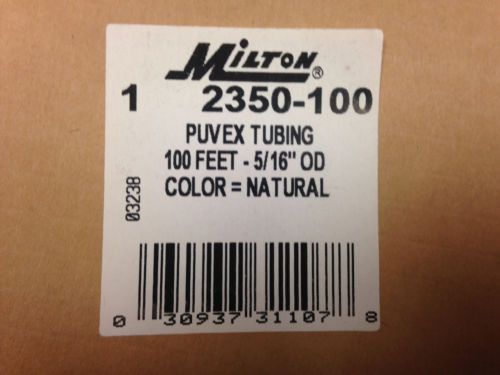 MILTON®
1 2350-100
PUVEX TUBING
100 FEET - 5/16" OD
COLOR = NATURAL
03238
0 30937 31107 8